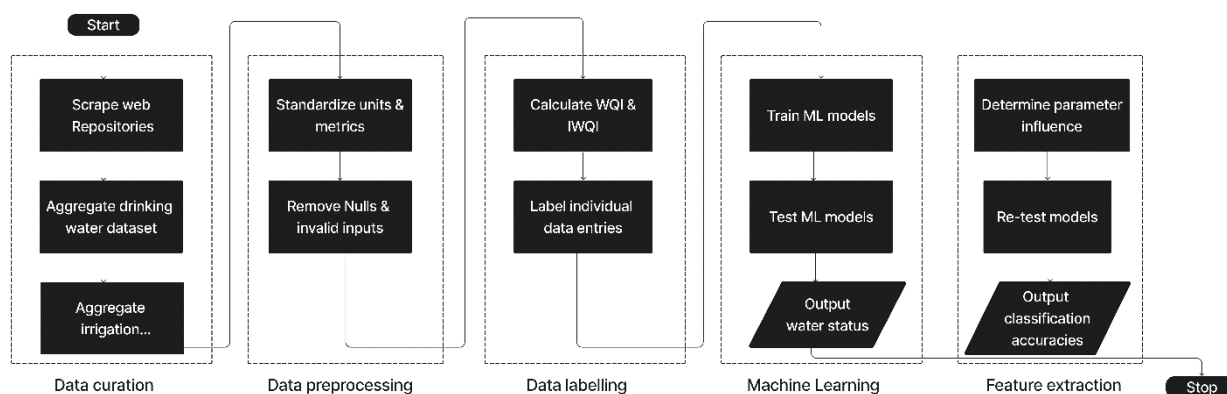 Start
Scrape web
Repositories
Aggregate drinking
water dataset
Aggregate
irrigation...
Data curation
Standardize units &
metrics
Remove Nulls &
invalid inputs
Data preprocessing
Calculate WQI &
IWQI
Label individual
data entries
Data labelling
Train ML models
Test ML models
Output
water status
Machine Learning
Determine parameter
influence
Re-test models
Output
classification
accuracies
Feature extraction
Stop